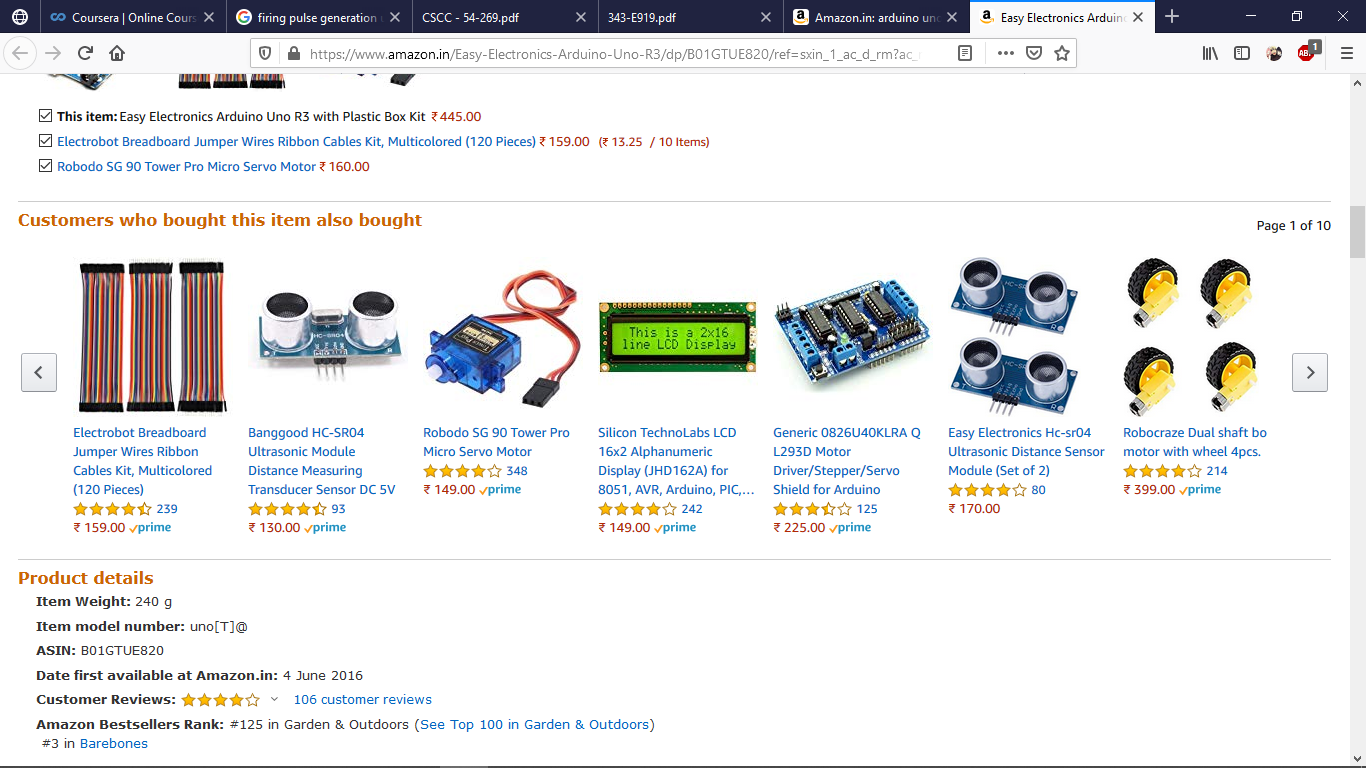 Coursera | Online Cours
firing pulse generation u
CSCC - 54-269.pdf
343-E919.pdf
Amazon.in: arduino uno
Easy Electronics Arduino
https://www.amazon.in/Easy-Electronics-Arduino-Uno-R3/dp/B01GTUE820/ref=sxin_1_ac_d_rm?ac_
ABP
1
This item: Easy Electronics Arduino Uno R3 with Plastic Box Kit ₹ 445.00
Electrobot Breadboard Jumper Wires Ribbon Cables Kit, Multicolored (120 Pieces) ₹ 159.00 (₹ 13.25 / 10 Items)
Robodo SG 90 Tower Pro Micro Servo Motor ₹ 160.00
Customers who bought this item also bought
Page 1 of 10
HC-SR04
This is a 2x16
line LCD Display
Electrobot Breadboard
Jumper Wires Ribbon
Cables Kit, Multicolored
(120 Pieces)
239
₹ 159.00 prime
Banggood HC-SR04
Ultrasonic Module
Distance Measuring
Transducer Sensor DC 5V
93
₹ 130.00 prime
Robodo SG 90 Tower Pro
Micro Servo Motor
348
₹ 149.00 prime
Silicon TechnoLabs LCD
16x2 Alphanumeric
Display (JHD162A) for
8051, AVR, Arduino, PIC,...
242
₹ 149.00 prime
Generic 0826U40KLRA Q
L293D Motor
Driver/Stepper/Servo
Shield for Arduino
125
₹ 225.00 prime
Easy Electronics Hc-sr04
Ultrasonic Distance Sensor
Module (Set of 2)
80
₹ 170.00
Robocraze Dual shaft bo
motor with wheel 4pcs.
214
₹ 399.00 prime
Product details
Item Weight: 240 g
Item model number: uno[T]@
ASIN: B01GTUE820
Date first available at Amazon.in: 4 June 2016
Customer Reviews: 106 customer reviews
Amazon Bestsellers Rank: #125 in Garden & Outdoors (See Top 100 in Garden & Outdoors)
#3 in Barebones